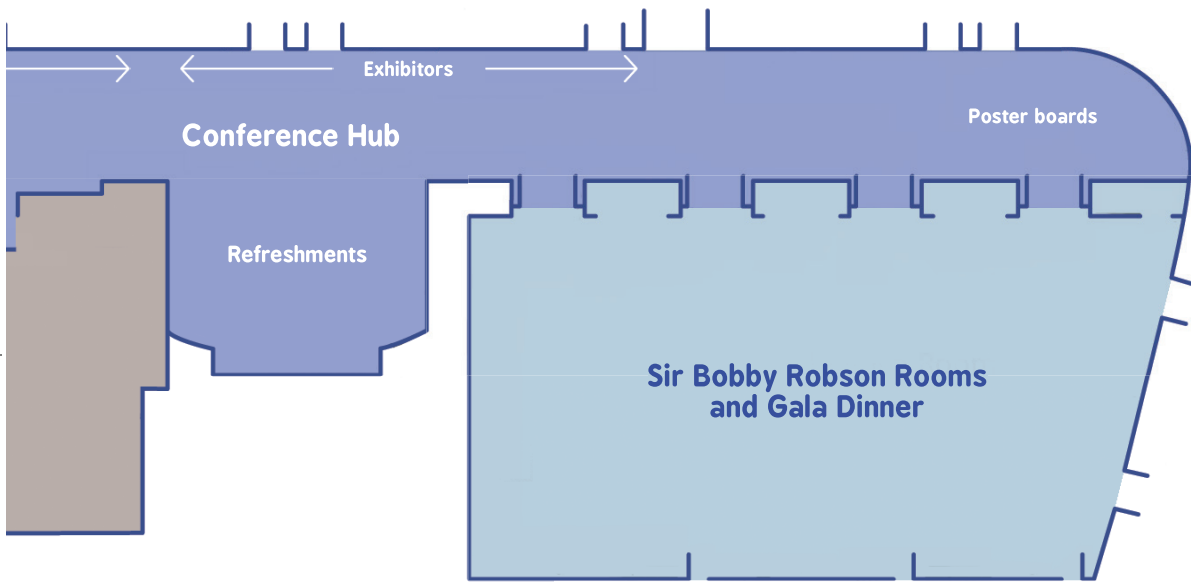 Exhibitors
Poster boards
Conference Hub
Refreshments
Sir Bobby Robson Rooms
and Gala Dinner